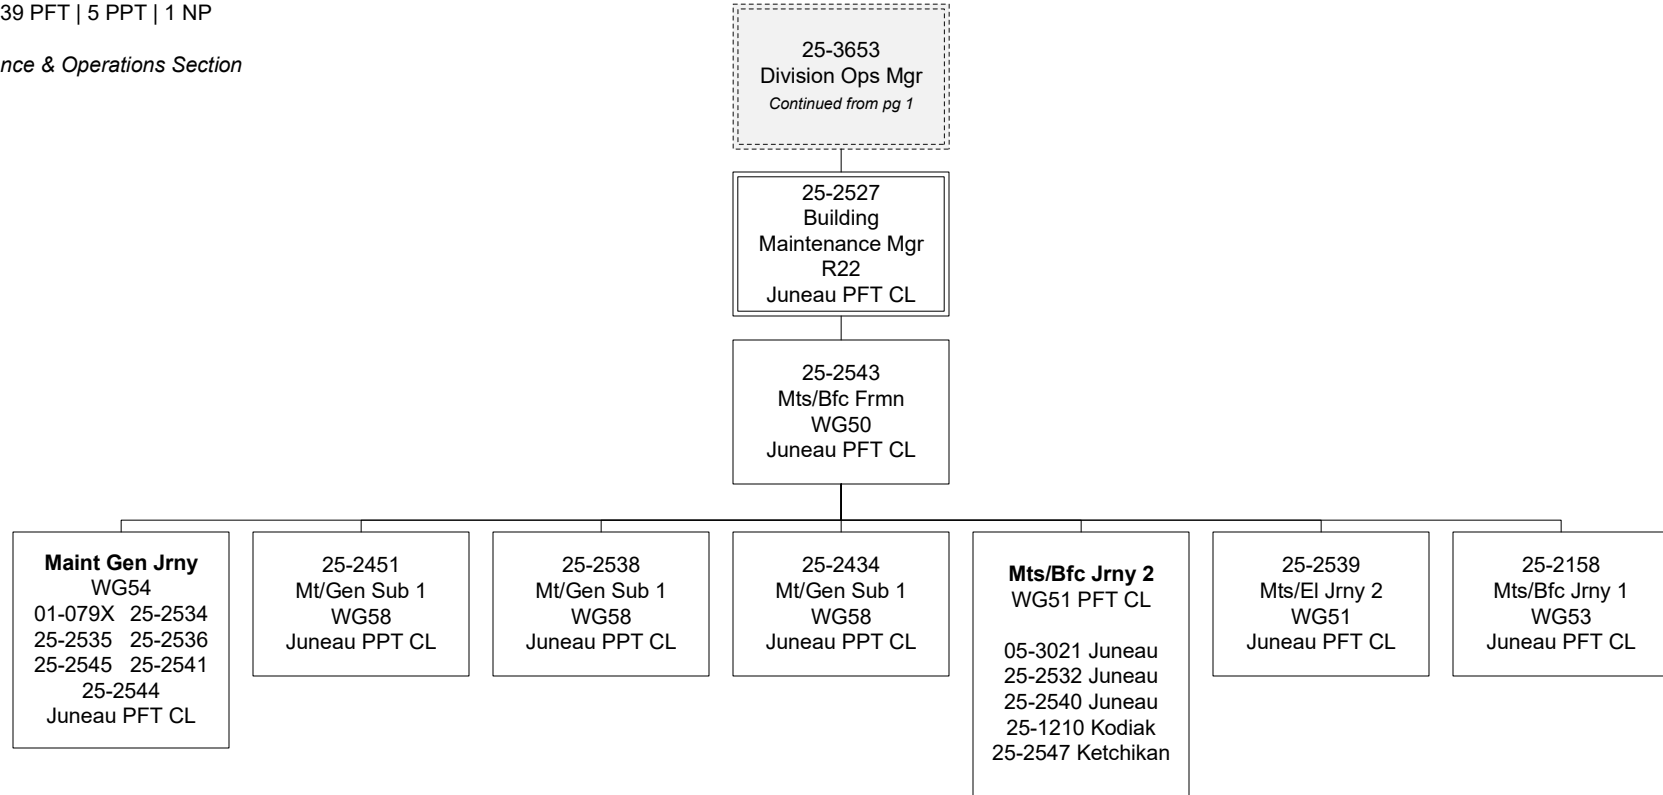 39 PFT | 5 PPT | 1 NP
nce & Operations Section
25-3653
Division Ops Mgr
Continued from pg 1
25-2527
Building
Maintenance Mgr
R22
Juneau PFT CL
25-2543
Mts/Bfc Frmn
WG50
Juneau PFT CL
Maint Gen Jrny
WG54
01-079X 25-2534
25-2535 25-2536
25-2545 25-2541
25-2544
Juneau PFT CL
25-2451
Mt/Gen Sub 1
WG58
Juneau PPT CL
25-2538
Mt/Gen Sub 1
WG58
Juneau PPT CL
25-2434
Mt/Gen Sub 1
WG58
Juneau PPT CL
Mts/Bfc Jrny 2
WG51 PFT CL
05-3021 Juneau
25-2532 Juneau
25-2540 Juneau
25-1210 Kodiak
25-2547 Ketchikan
25-2539
Mts/El Jrny 2
WG51
Juneau PFT CL
25-2158
Mts/Bfc Jrny 1
WG53
Juneau PFT CL